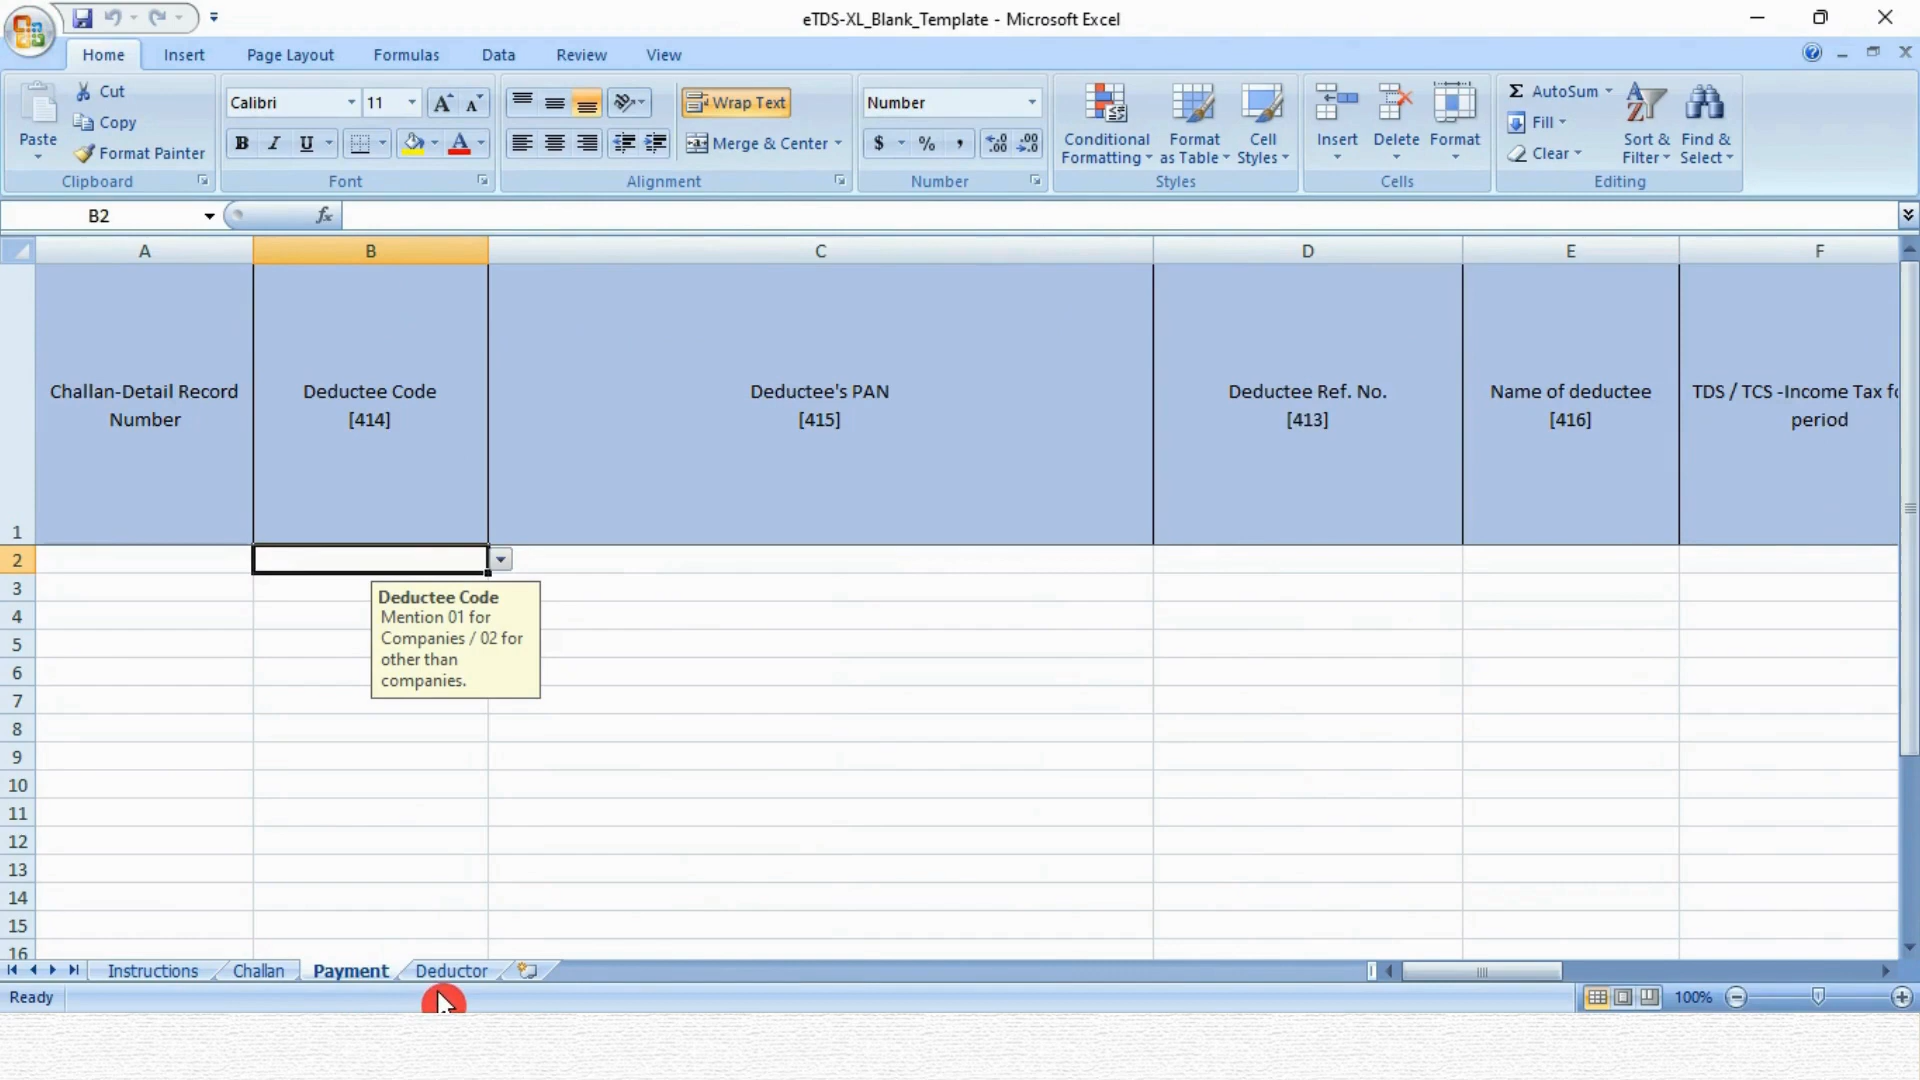 eTDS-XL_Blank_Template - Microsoft Excel
Home Insert Page Layout Formulas Data Review View
Paste
Cut
Copy
Format Painter
Clipboard
Calibri 11
B I U
Font
Wrap Text
Merge & Center
Alignment
Number
$ % ,
Number
Conditional
Formatting
Format
as Table
Cell
Styles
Styles
Insert Delete Format
Cells
Σ AutoSum
Fill
Clear
Sort &
Filter
Find &
Select
Editing
B2 fx
A B C D E F
1
Challan-Detail Record
Number
Deductee Code
[414]
Deductee's PAN
[415]
Deductee Ref. No.
[413]
Name of deductee
[416]
TDS / TCS -Income Tax fo
period
2
Deductee Code
Mention 01 for
Companies / 02 for
other than
companies.
3
4
5
6
7
8
9
10
11
12
13
14
15
16
Instructions Challan Payment Deductor
Ready 100%